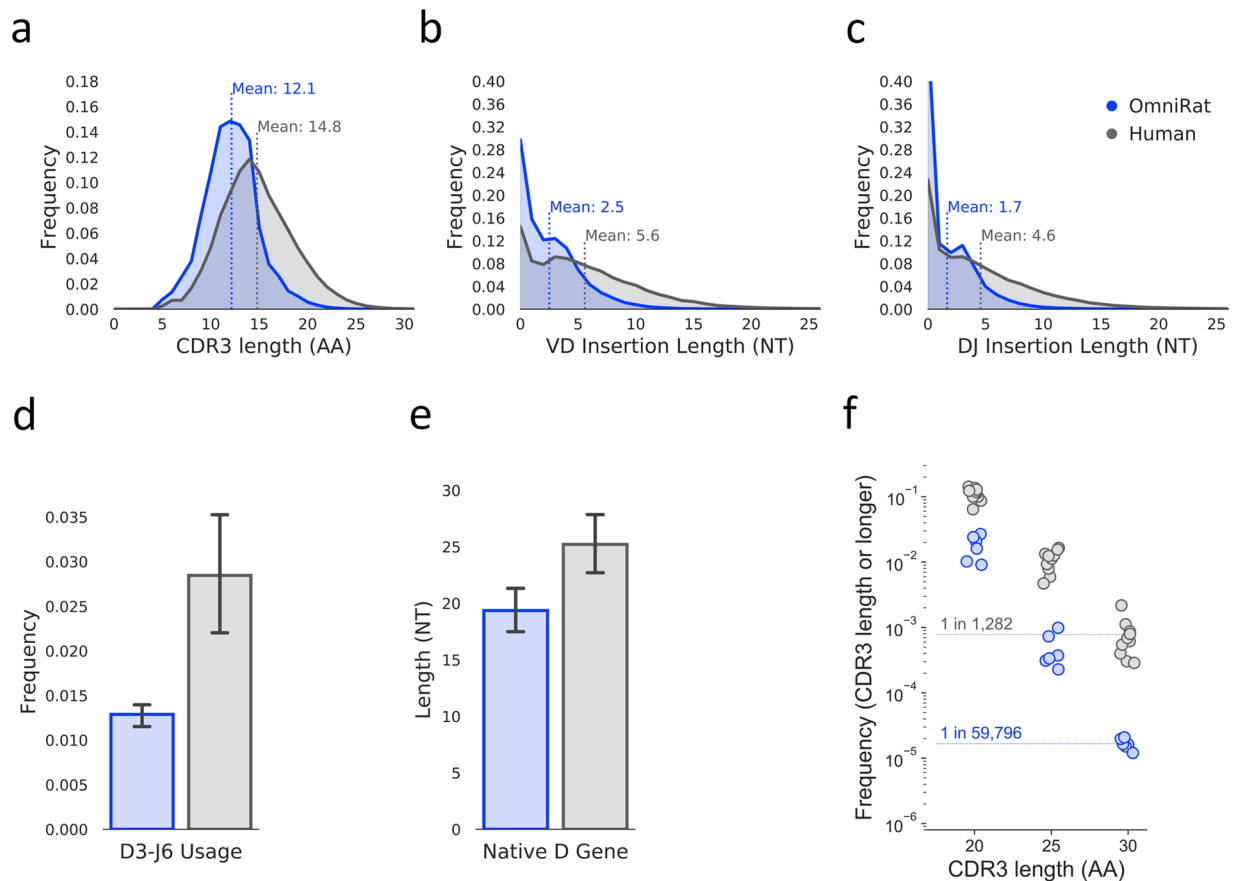 a
b
c
Frequency
0.18
0.16
0.14
0.12
0.10
0.08
0.06
0.04
0.02
0.00
Mean: 12.1
Mean: 14.8
0 5 10 15 20 25 30
CDR3 length (AA)
Frequency
0.40
0.36
0.32
0.28
0.24
0.20
0.16
0.12
0.08
0.04
0.00
Mean: 2.5
Mean: 5.6
0 5 10 15 20 25
VD Insertion Length (NT)
Frequency
0.40
0.36
0.32
0.28
0.24
0.20
0.16
0.12
0.08
0.04
0.00
Mean: 1.7
Mean: 4.6
OmniRat
Human
0 5 10 15 20 25
DJ Insertion Length (NT)
d
e
f
Frequency
0.035
0.030
0.025
0.020
0.015
0.010
0.005
0.000
D3-J6 Usage
Length (NT)
30
25
20
15
10
5
0
Native D Gene
Frequency (CDR3 length or longer)
10⁻¹
10⁻²
10⁻³
10⁻⁴
10⁻⁵
10⁻⁶
1 in 1,282
1 in 59,796
20 25 30
CDR3 length (AA)